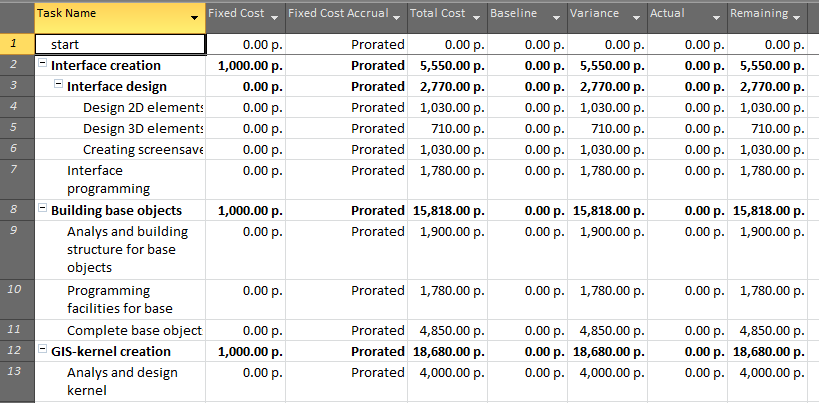 Task Name Fixed Cost Fixed Cost Accrual Total Cost Baseline Variance Actual Remaining
1 start 0.00 р. Prorated 0.00 р. 0.00 р. 0.00 р. 0.00 р. 0.00 р.
2 Interface creation 1,000.00 р. Prorated 5,550.00 р. 0.00 р. 5,550.00 р. 0.00 р. 5,550.00 р.
3 Interface design 0.00 р. Prorated 2,770.00 р. 0.00 р. 2,770.00 р. 0.00 р. 2,770.00 р.
4 Design 2D elements 0.00 р. Prorated 1,030.00 р. 0.00 р. 1,030.00 р. 0.00 р. 1,030.00 р.
5 Design 3D elements 0.00 р. Prorated 710.00 р. 0.00 р. 710.00 р. 0.00 р. 710.00 р.
6 Creating screensave 0.00 р. Prorated 1,030.00 р. 0.00 р. 1,030.00 р. 0.00 р. 1,030.00 р.
7 Interface 0.00 р. Prorated 1,780.00 р. 0.00 р. 1,780.00 р. 0.00 р. 1,780.00 р.
programming
8 Building base objects 1,000.00 р. Prorated 15,818.00 р. 0.00 р. 15,818.00 р. 0.00 р. 15,818.00 р.
9 Analys and building 0.00 р. Prorated 1,900.00 р. 0.00 р. 1,900.00 р. 0.00 р. 1,900.00 р.
structure for base
objects
10 Programming 0.00 р. Prorated 1,780.00 р. 0.00 р. 1,780.00 р. 0.00 р. 1,780.00 р.
facilities for base
11 Complete base object 0.00 р. Prorated 4,850.00 р. 0.00 р. 4,850.00 р. 0.00 р. 4,850.00 р.
12 GIS-kernel creation 1,000.00 р. Prorated 18,680.00 р. 0.00 р. 18,680.00 р. 0.00 р. 18,680.00 р.
13 Analys and design 0.00 р. Prorated 4,000.00 р. 0.00 р. 4,000.00 р. 0.00 р. 4,000.00 р.
kernel